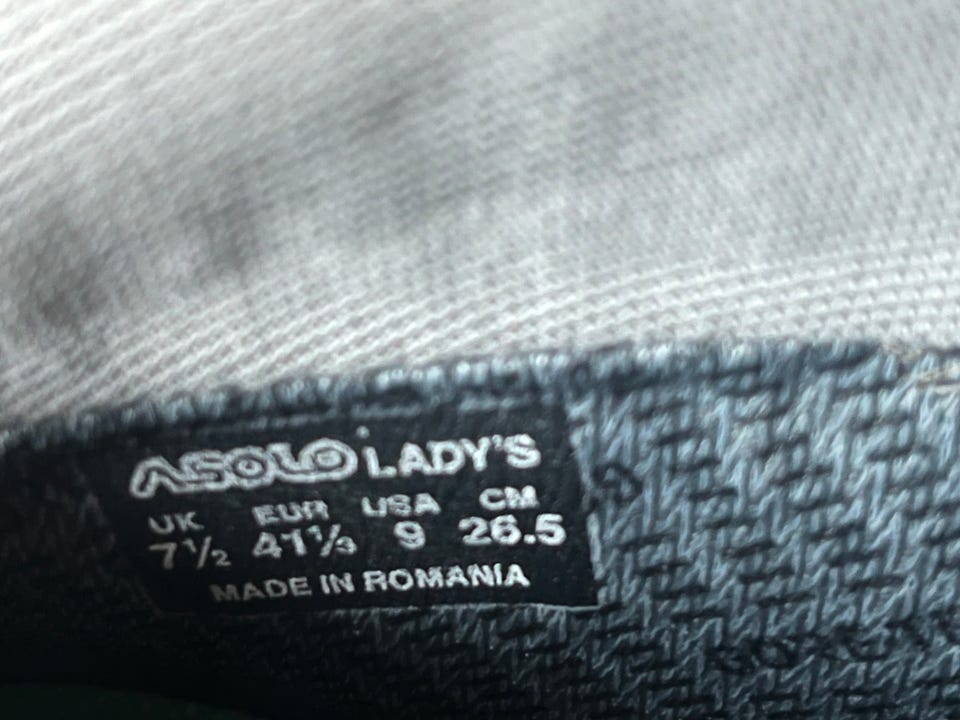 ASOLO LADY'S
UK EUR USA CM
7½ 41⅓ 9 26.5
MADE IN ROMANIA